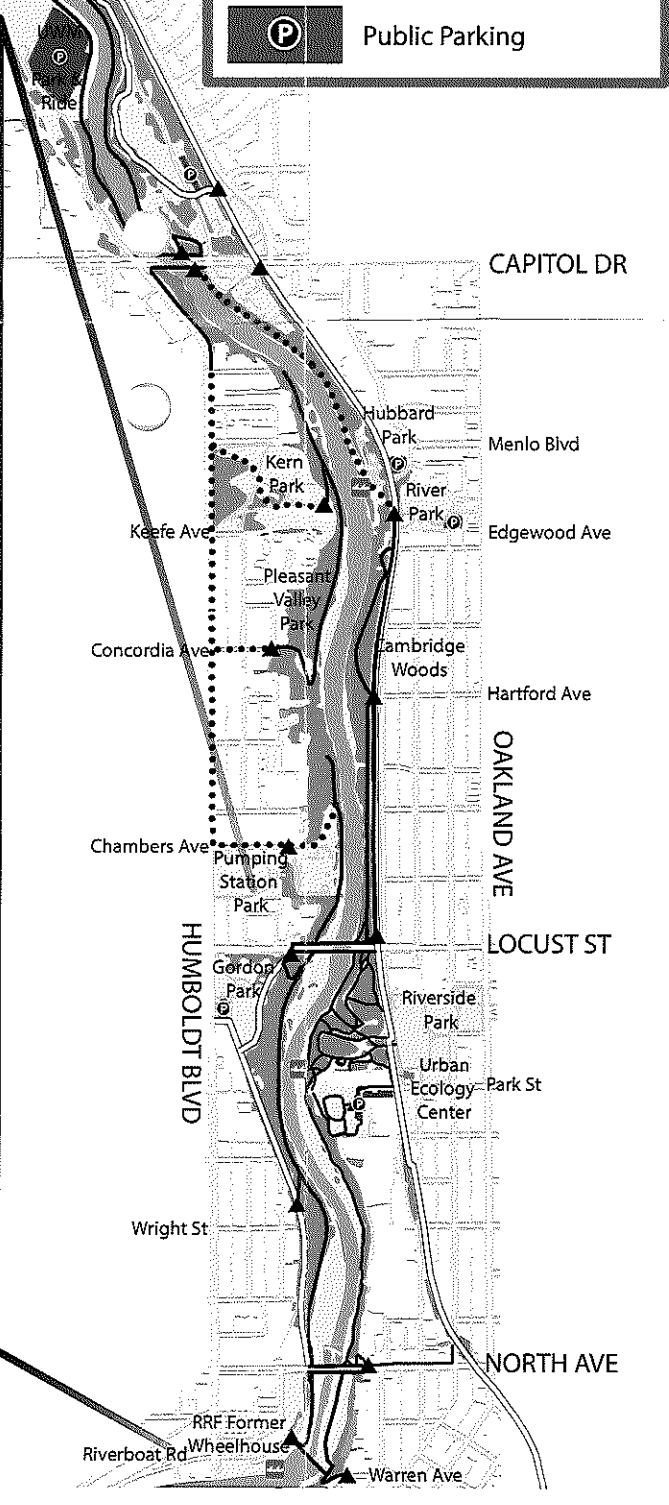 P Public Parking
UWM
P
Park &
Ride
P
CAPITOL DR
Hubbard
Park
Menlo Blvd
Kern
Park
P
River
Park
P
Keefe Ave
Edgewood Ave
Pleasant
Valley
Park
Concordia Ave
Cambridge
Woods
Hartford Ave
OAKLAND AVE
Chambers Ave
Pumping
Station
Park
HUMBOLDT BLVD
LOCUST ST
Gordon
Park
P
Riverside
Park
Urban
Ecology
Center
Park St
P
Wright St
NORTH AVE
RRF Former
Wheelhouse
Riverboat Rd
Warren Ave